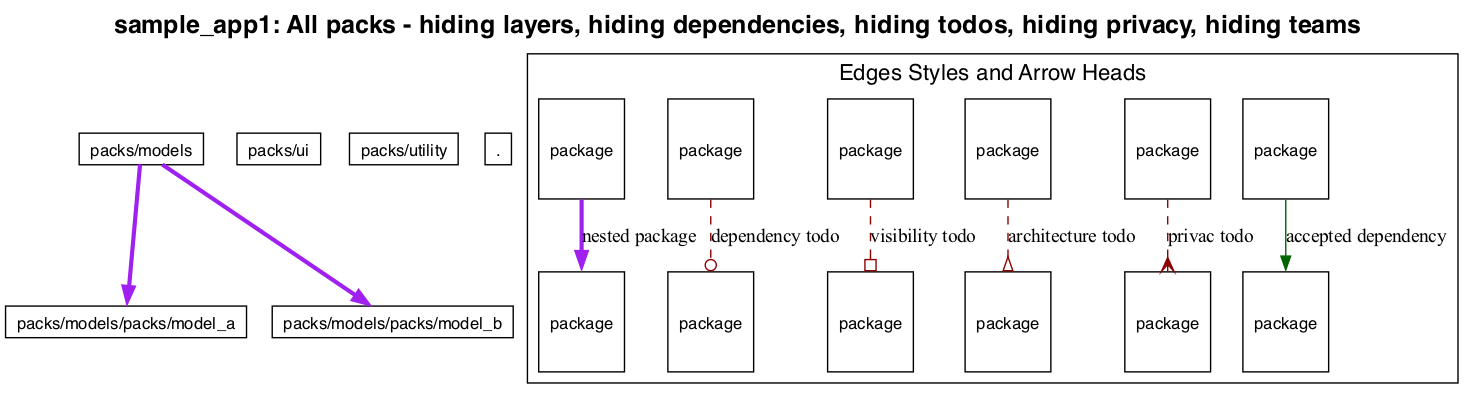 sample_app1: All packs - hiding layers, hiding dependencies, hiding todos, hiding privacy, hiding teams
Edges Styles and Arrow Heads
packs/models
packs/ui
packs/utility
.
package
package
package
package
package
package
nested package
dependency todo
visibility todo
architecture todo
privac todo
accepted dependency
packs/models/packs/model_a
packs/models/packs/model_b
package
package
package
package
package
package